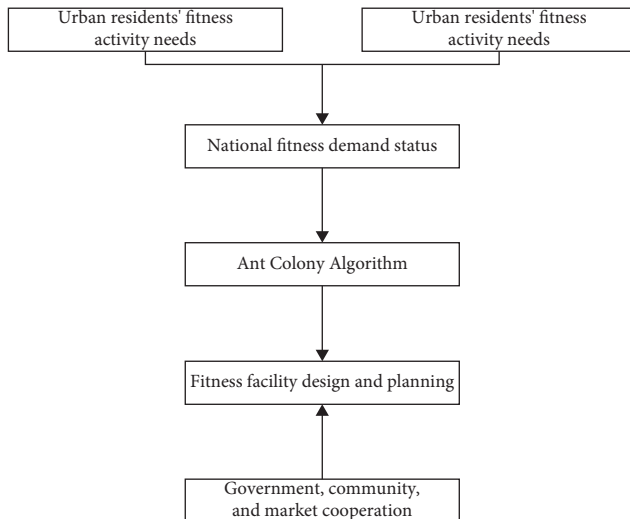 Urban residents' fitness
activity needs
Urban residents' fitness
activity needs
National fitness demand status
Ant Colony Algorithm
Fitness facility design and planning
Government, community,
and market cooperation